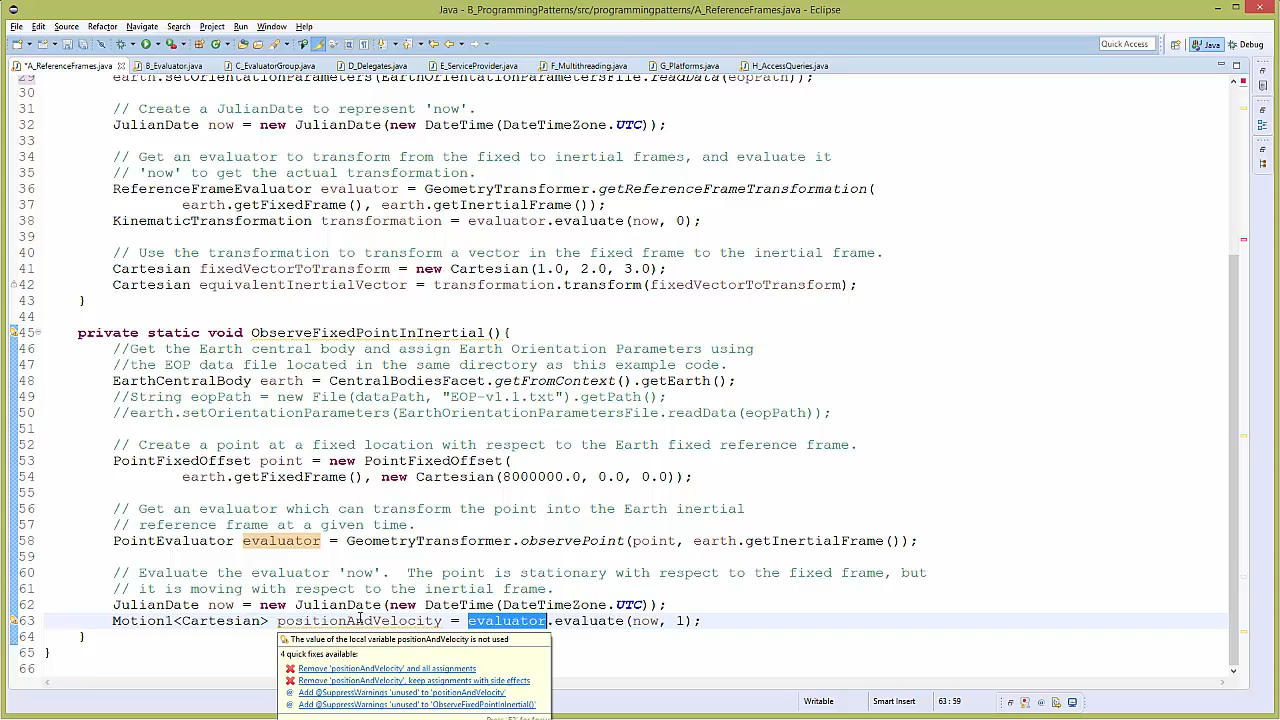 Java - B_ProgrammingPatterns/src/programmingpatterns/A_ReferenceFrames.java - Eclipse
File Edit Source Refactor Navigate Search Project Run Window Help
Quick Access Java Debug
*A_ReferenceFrames.java B_Evaluator.java C_EvaluatorGroup.java D_Delegates.java E_ServiceProvider.java F_Multithreading.java G_Platforms.java H_AccessQueries.java
29 earth.setOrientationParameters(EarthOrientationParametersFile.readData(eopPath));
30
31 // Create a JulianDate to represent 'now'.
32 JulianDate now = new JulianDate(new DateTime(DateTimeZone.UTC));
33
34 // Get an evaluator to transform from the fixed to inertial frames, and evaluate it
35 // 'now' to get the actual transformation.
36 ReferenceFrameEvaluator evaluator = GeometryTransformer.getReferenceFrameTransformation(
37 earth.getFixedFrame(), earth.getInertialFrame());
38 KinematicTransformation transformation = evaluator.evaluate(now, 0);
39
40 // Use the transformation to transform a vector in the fixed frame to the inertial frame.
41 Cartesian fixedVectorToTransform = new Cartesian(1.0, 2.0, 3.0);
42 Cartesian equivalentInertialVector = transformation.transform(fixedVectorToTransform);
43 }
44
45 private static void ObserveFixedPointInInertial(){
46 //Get the Earth central body and assign Earth Orientation Parameters using
47 //the EOP data file located in the same directory as this example code.
48 EarthCentralBody earth = CentralBodiesFacet.getFromContext().getEarth();
49 //String eopPath = new File(dataPath, "EOP-v1.1.txt").getPath();
50 //earth.setOrientationParameters(EarthOrientationParametersFile.readData(eopPath));
51
52 // Create a point at a fixed location with respect to the Earth fixed reference frame.
53 PointFixedOffset point = new PointFixedOffset(
54 earth.getFixedFrame(), new Cartesian(8000000.0, 0.0, 0.0));
55
56 // Get an evaluator which can transform the point into the Earth inertial
57 // reference frame at a given time.
58 PointEvaluator evaluator = GeometryTransformer.observePoint(point, earth.getInertialFrame());
59
60 // Evaluate the evaluator 'now'. The point is stationary with respect to the fixed frame, but
61 // it is moving with respect to the inertial frame.
62 JulianDate now = new JulianDate(new DateTime(DateTimeZone.UTC));
63 Motion1<Cartesian> positionAndVelocity = evaluator.evaluate(now, 1);
64 }
65 }
66
The value of the local variable positionAndVelocity is not used
4 quick fixes available:
Remove 'positionAndVelocity' and all assignments
Remove 'positionAndVelocity', keep assignments with side effects
Add @SuppressWarnings 'unused' to 'positionAndVelocity'
Add @SuppressWarnings 'unused' to 'ObserveFixedPointInInertial()'
Writable Smart Insert 63 : 59